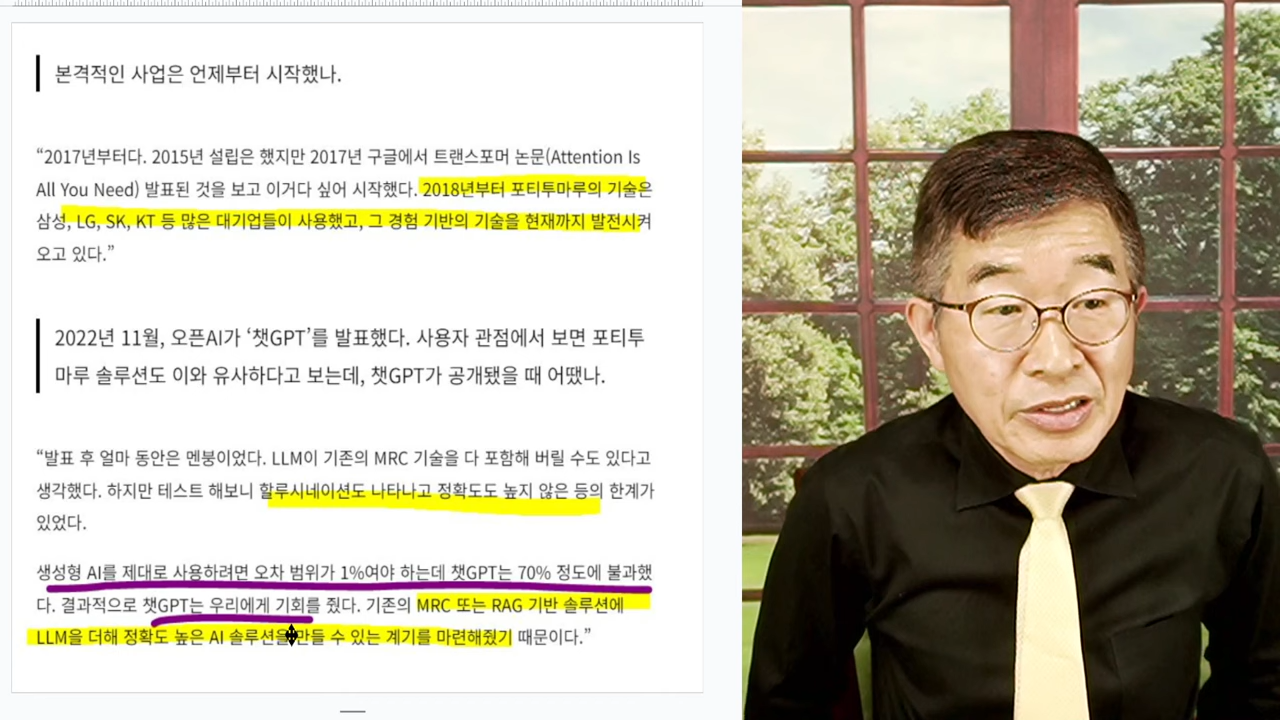 본격적인 사업은 언제부터 시작했나.
“2017년부터다. 2015년 설립은 했지만 2017년 구글에서 트랜스포머 논문(Attention Is
All You Need) 발표된 것을 보고 이거다 싶어 시작했다. 2018년부터 포티투마루의 기술은
삼성, LG, SK, KT 등 많은 대기업들이 사용했고, 그 경험 기반의 기술을 현재까지 발전시켜
오고 있다.”
2022년 11월, 오픈AI가 ‘챗GPT’를 발표했다. 사용자 관점에서 보면 포티투
마루 솔루션도 이와 유사하다고 보는데, 챗GPT가 공개됐을 때 어땠나.
“발표 후 얼마 동안은 멘붕이었다. LLM이 기존의 MRC 기술을 다 포함해 버릴 수도 있다고
생각했다. 하지만 테스트 해보니 할루시네이션도 나타나고 정확도도 높지 않은 등의 한계가
있었다.
생성형 AI를 제대로 사용하려면 오차 범위가 1%여야 하는데 챗GPT는 70% 정도에 불과했
다. 결과적으로 챗GPT는 우리에게 기회를 줬다. 기존의 MRC 또는 RAG 기반 솔루션에
LLM을 더해 정확도 높은 AI 솔루션을 만들 수 있는 계기를 마련해줬기 때문이다.”